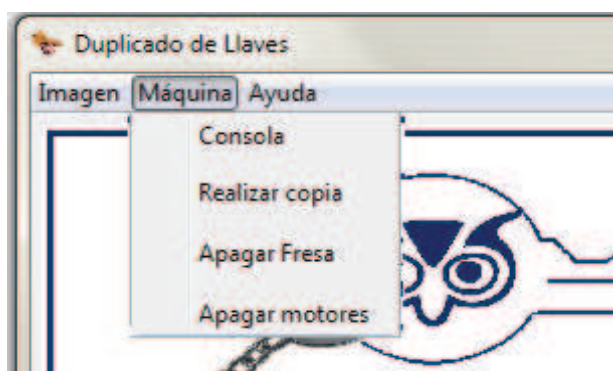 Duplicado de Llaves
Imagen Máquina Ayuda
Consola
Realizar copia
Apagar Fresa
Apagar motores